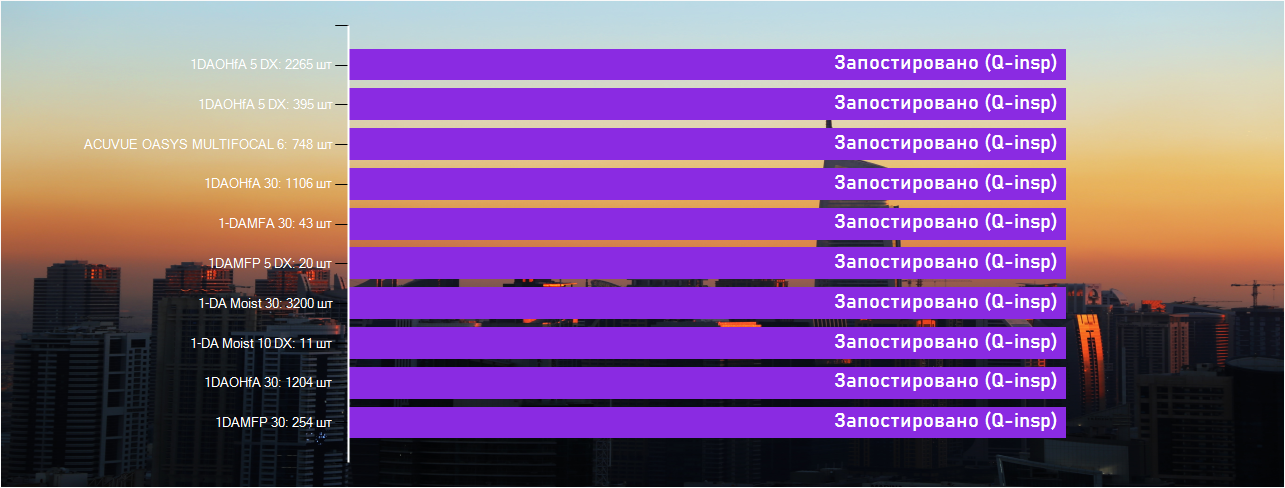 1DAOHfA 5 DX: 2265 шт Запостировано (Q-insp)
1DAOHfA 5 DX: 395 шт Запостировано (Q-insp)
ACUVUE OASYS MULTIFOCAL 6: 748 шт Запостировано (Q-insp)
1DAOHfA 30: 1106 шт Запостировано (Q-insp)
1-DAMFA 30: 43 шт Запостировано (Q-insp)
1DAMFP 5 DX: 20 шт Запостировано (Q-insp)
1-DA Moist 30: 3200 шт Запостировано (Q-insp)
1-DA Moist 10 DX: 11 шт Запостировано (Q-insp)
1DAOHfA 30: 1204 шт Запостировано (Q-insp)
1DAMFP 30: 254 шт Запостировано (Q-insp)